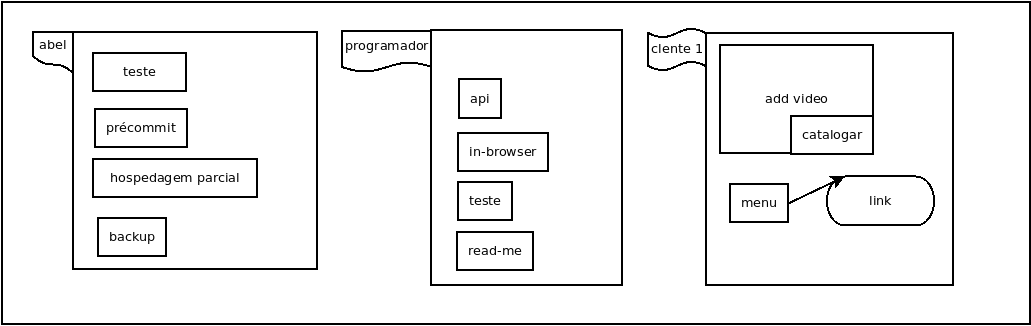 abel
teste
précommit
hospedagem parcial
backup
programador
api
in-browser
teste
read-me
clente 1
add video
catalogar
menu
link